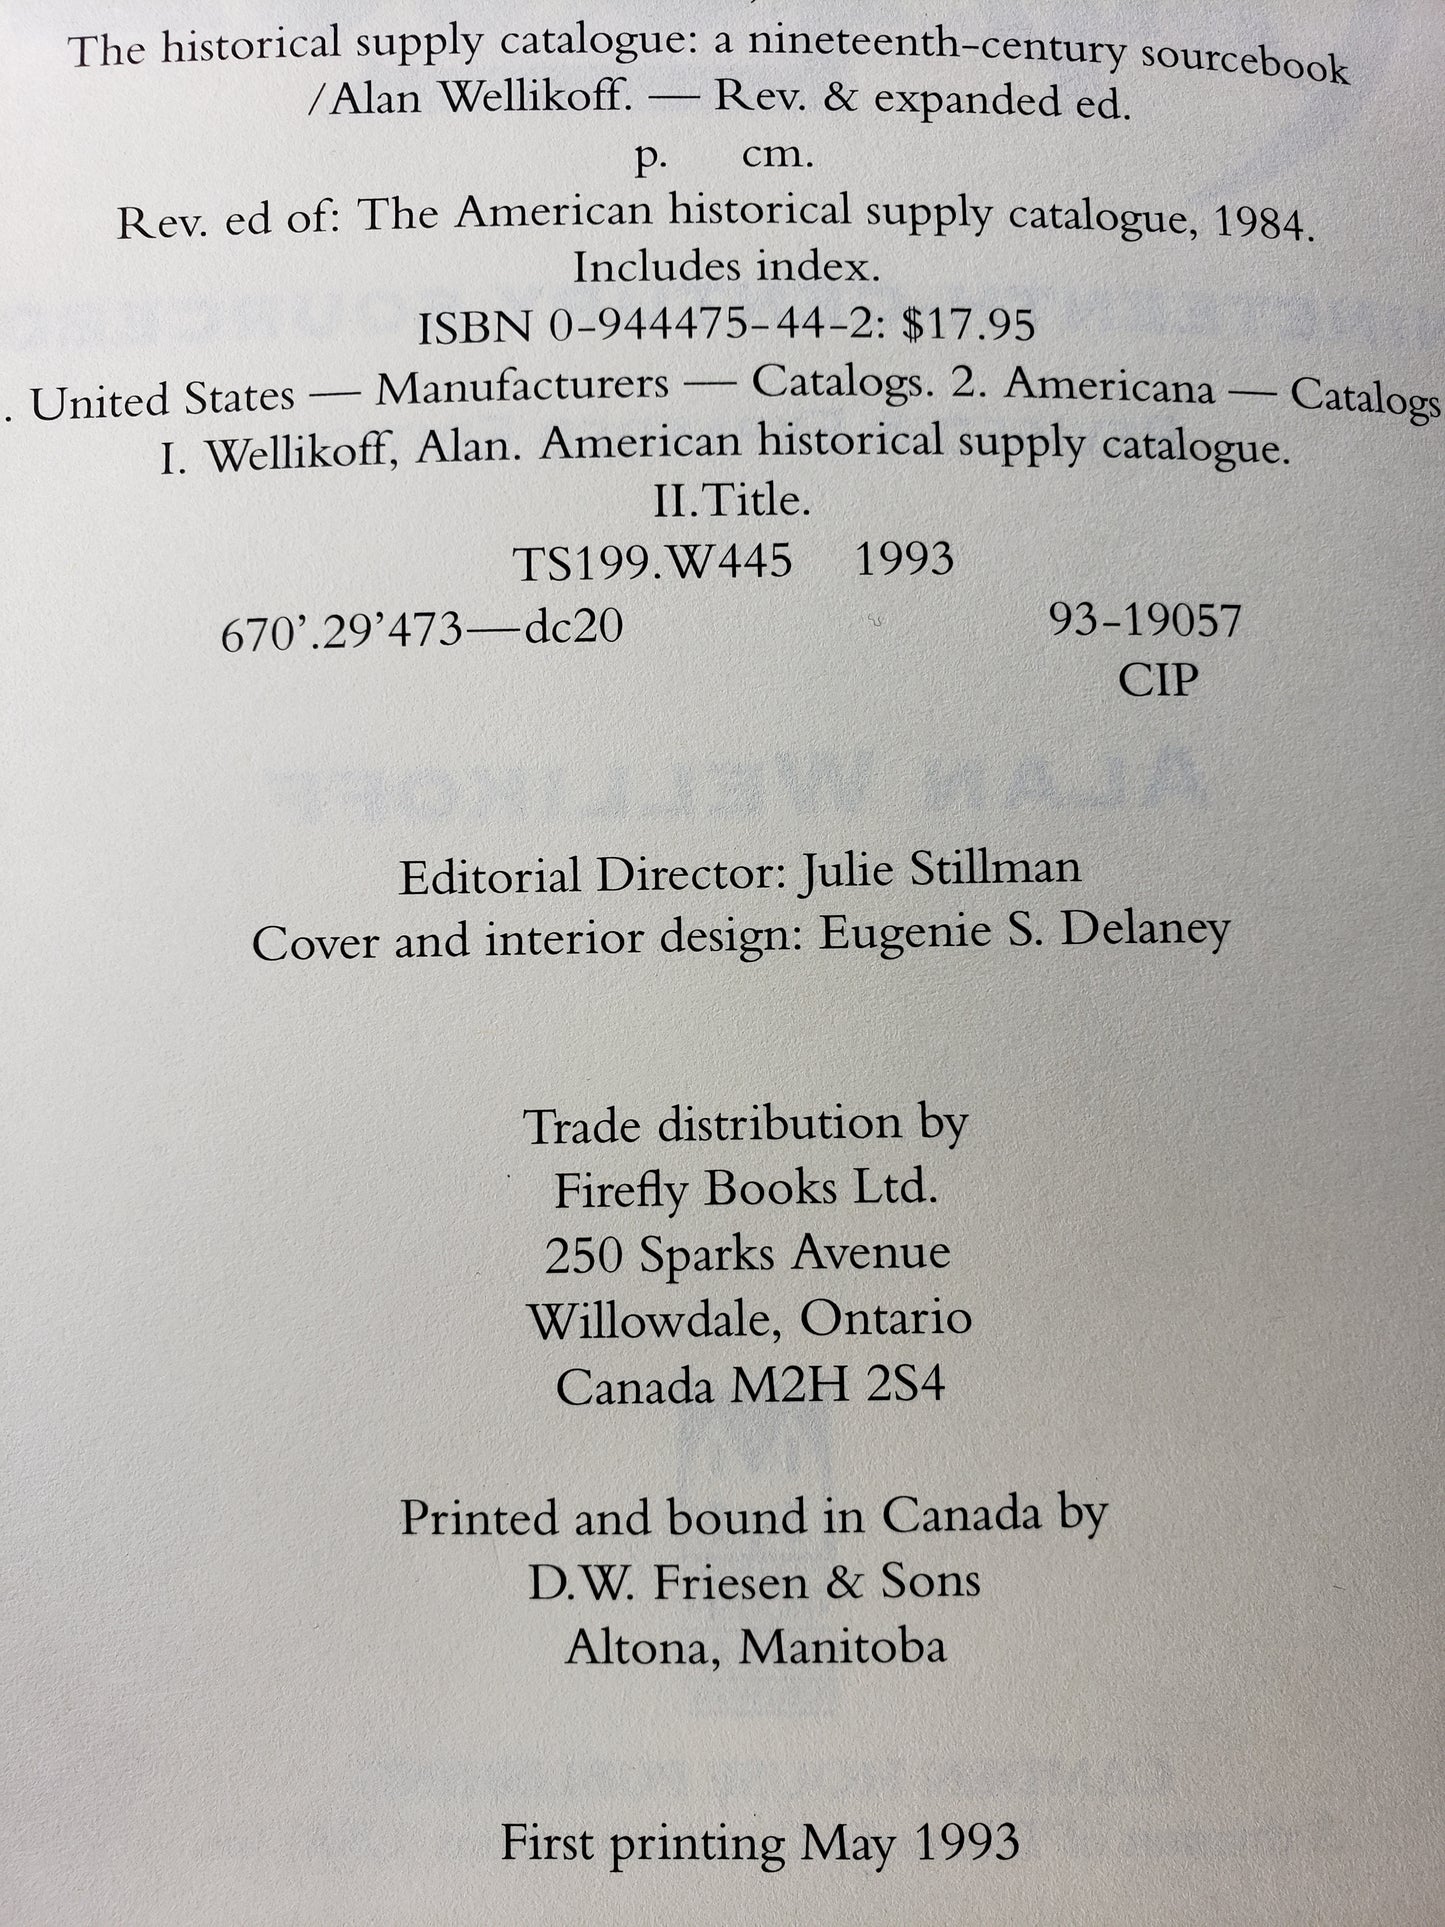 The historical supply catalogue: a nineteenth-century sourcebook
/Alan Wellikoff. — Rev. & expanded ed.
p. cm.
Rev. ed of: The American historical supply catalogue, 1984.
Includes index.
ISBN 0-944475-44-2: $17.95
. United States — Manufacturers — Catalogs. 2. Americana — Catalogs
I. Wellikoff, Alan. American historical supply catalogue.
II.Title.
TS199.W445 1993
670’.29’473—dc20 93-19057
CIP
ALAN WELLIKOFF
Editorial Director: Julie Stillman
Cover and interior design: Eugenie S. Delaney
Trade distribution by
Firefly Books Ltd.
250 Sparks Avenue
Willowdale, Ontario
Canada M2H 2S4
Printed and bound in Canada by
D.W. Friesen & Sons
Altona, Manitoba
First printing May 1993